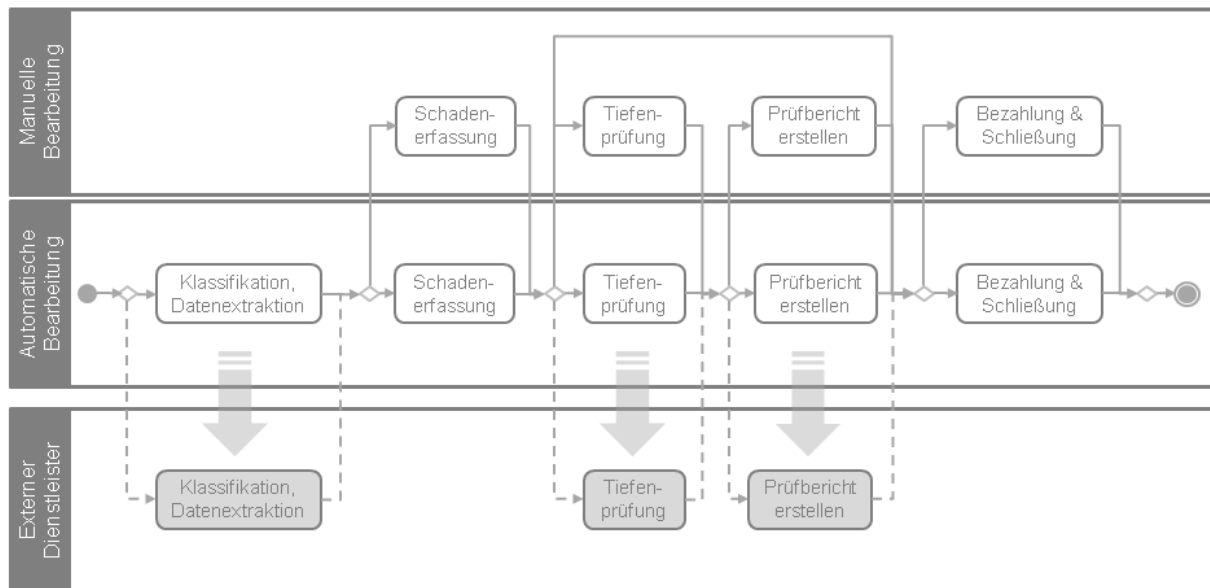 Manuelle
Bearbeitung
Schaden-
erfassung
Tiefen-
prüfung
Prüfbericht
erstellen
Bezahlung &
Schließung
Automatische
Bearbeitung
Klassifikation,
Datenextraktion
Schaden-
erfassung
Tiefen-
prüfung
Prüfbericht
erstellen
Bezahlung &
Schließung
Externer
Dienstleister
Klassifikation,
Datenextraktion
Tiefen-
prüfung
Prüfbericht
erstellen